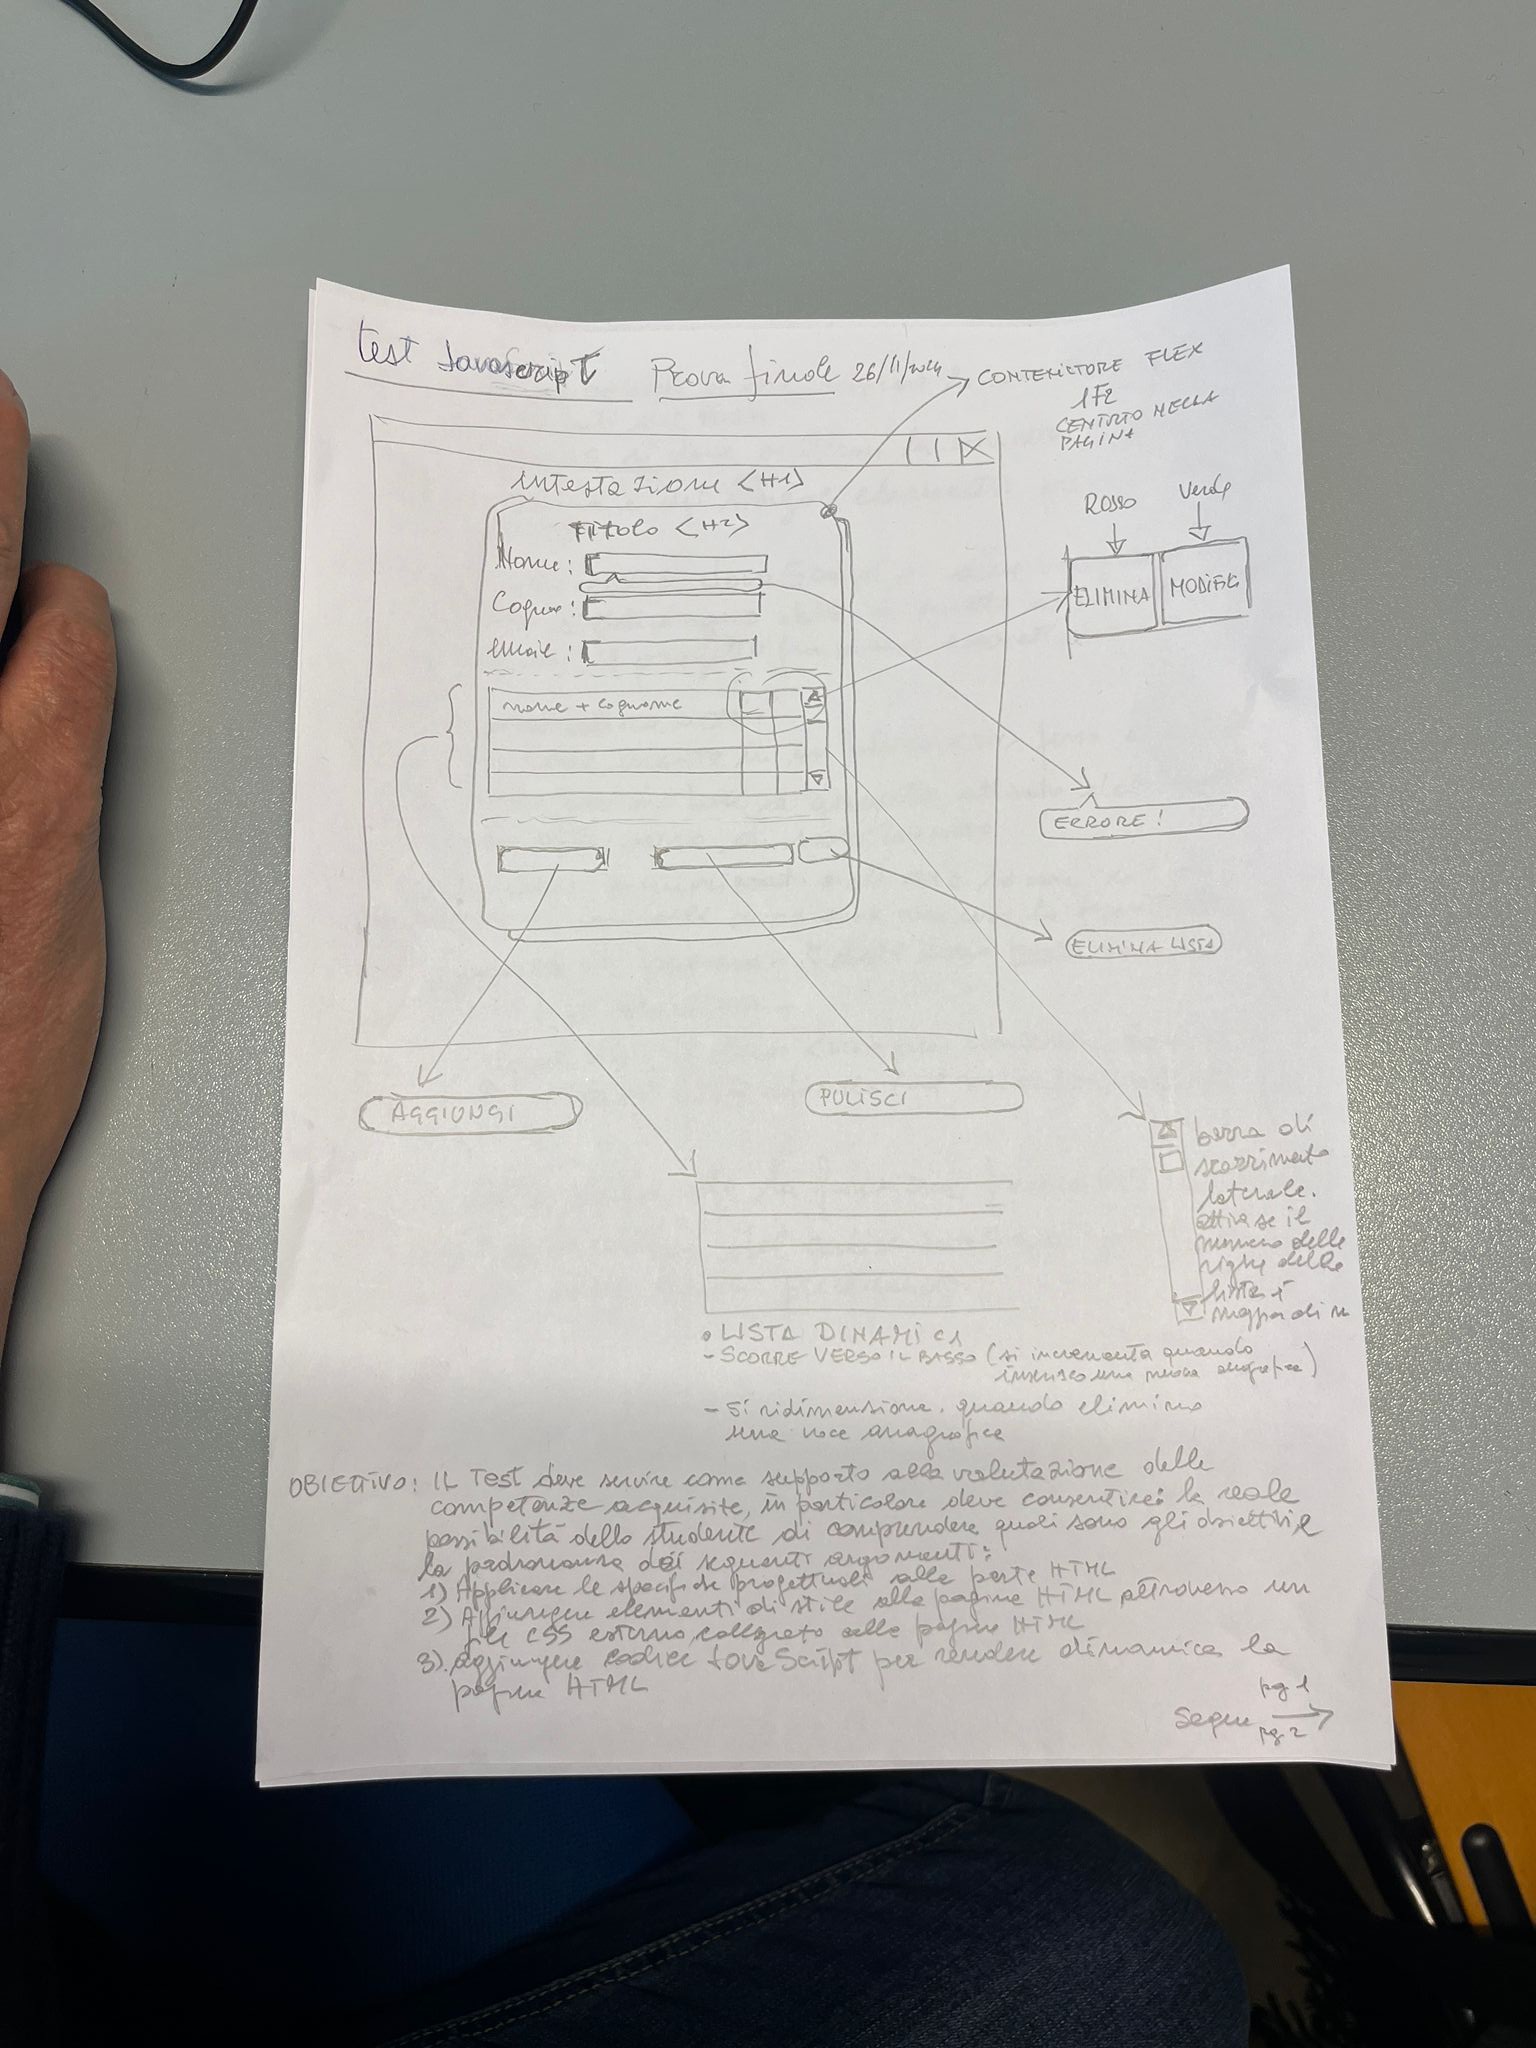 Test JavaScript Prova finale 26/11/2024
CONTENITORE FLEX
CENTRATO NELLA
PAGINA
INTESTAZIONE <H1>
Titolo <H2>
Nome:
Cognome:
email:
nome + cognome
ROSSO Verde
ELIMINA MODIFICA
ERRORE!
ELIMINA LISTA
AGGIUNGI
PULISCI
barra di
scorrimento
laterale.
attiva se il
numero delle
righe della
lista è
maggiore di
• LISTA DINAMICA
- SCORRE VERSO IL BASSO (si incrementa quando
inserisco una nuova anagrafica)
- Si ridimensiona quando elimino
una voce anagrafica
OBIETTIVO: IL Test deve servire come supporto alla valutazione delle
competenze acquisite, in particolare deve consentire: la reale
possibilità dello studente di comprendere quali sono gli obiettivi e
la padronanza dei seguenti argomenti:
1) Applicare le specifiche progettuali alla parte HTML
2) Aggiungere elementi di stile alla pagina HTML attraverso un
file CSS esterno collegato alla pagina HTML
3) Aggiungere codice JavaScript per rendere dinamica la
pagina HTML
pg 1
Segue pg. 2